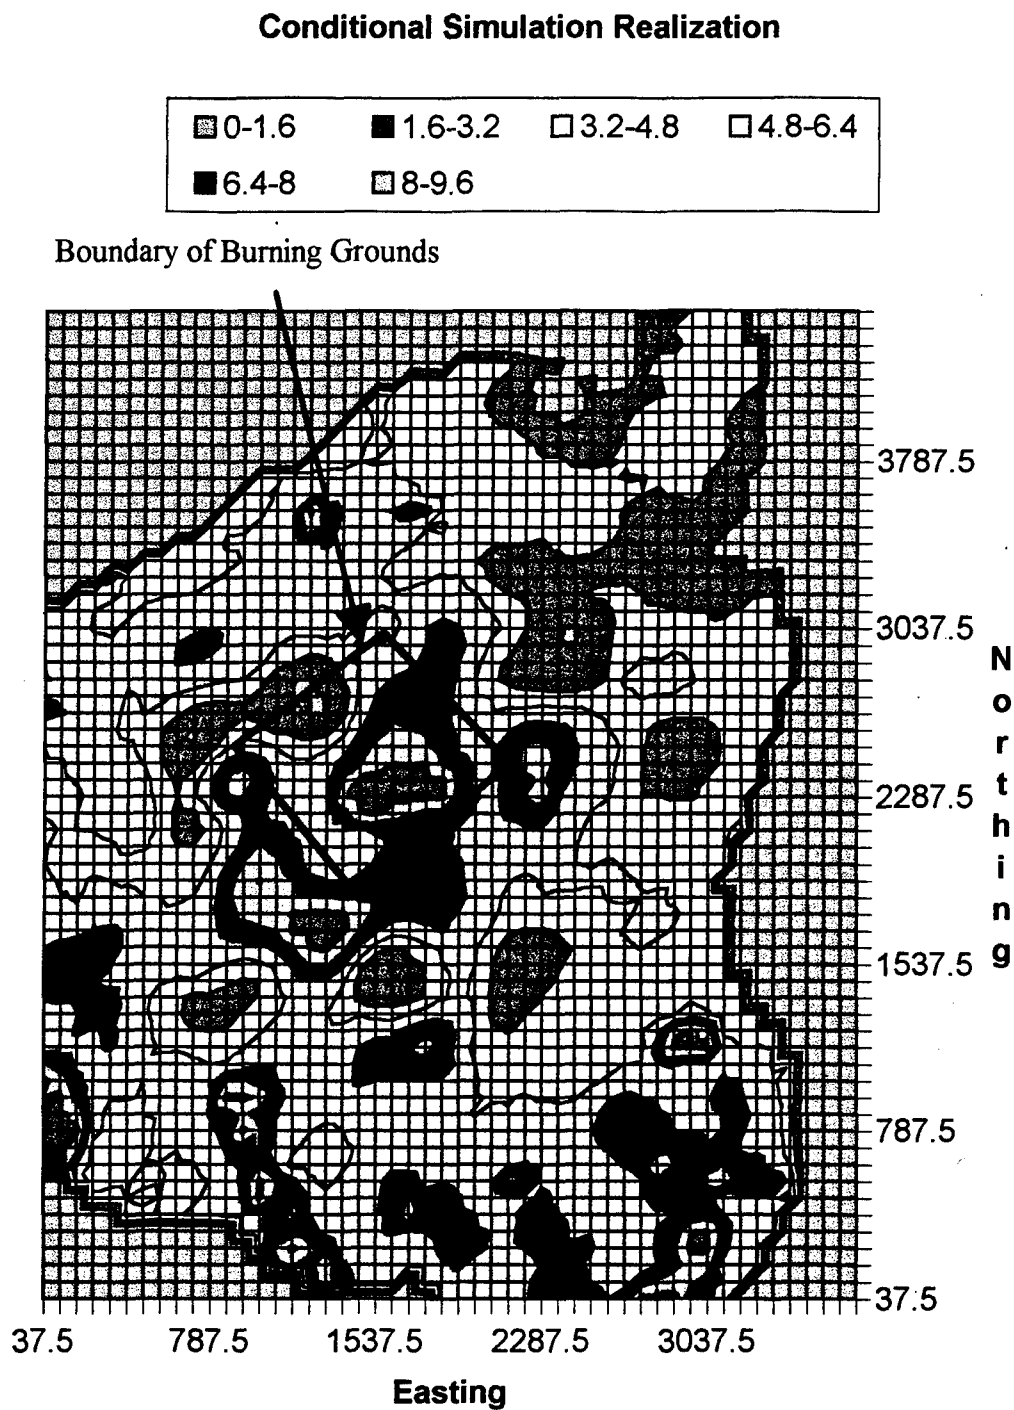 Conditional Simulation Realization
0-1.6 1.6-3.2 3.2-4.8 4.8-6.4
6.4-8 8-9.6
Boundary of Burning Grounds
3787.5
3037.5
2287.5
1537.5
787.5
37.5
Northing
37.5 787.5 1537.5 2287.5 3037.5
Easting